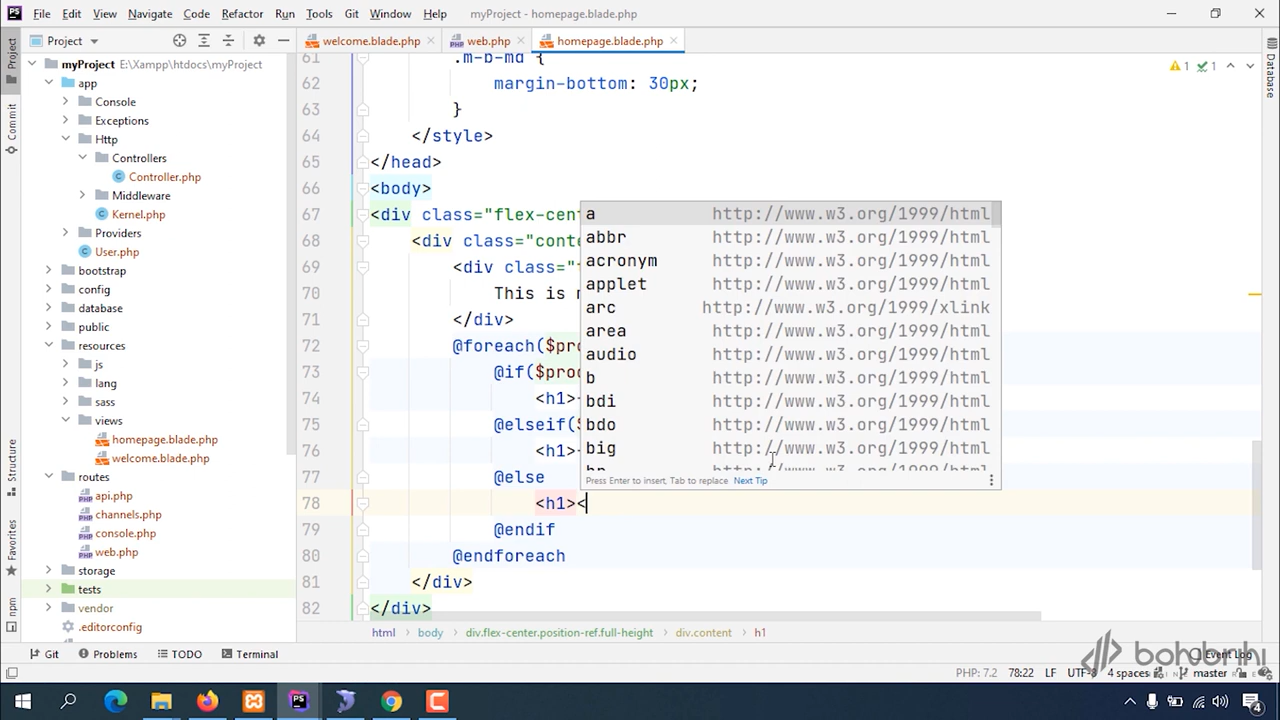 File Edit View Navigate Code Refactor Run Tools Git Window Help myProject - homepage.blade.php
Project
welcome.blade.php
web.php
homepage.blade.php
Project
Commit
Structure
Favorites
npm
Database
myProject E:\Xampp\htdocs\myProject
app
Console
Exceptions
Http
Controllers
Controller.php
Middleware
Kernel.php
Providers
User.php
bootstrap
config
database
public
resources
js
lang
sass
views
homepage.blade.php
welcome.blade.php
routes
api.php
channels.php
console.php
web.php
storage
tests
vendor
.editorconfig
1 1
61 .m-b-md {
62 margin-bottom: 30px;
63 }
64 </style>
65 </head>
66 <body>
67 <div class="flex-cent
68 <div class="conte
69 <div class="
70 This is
71 </div>
72 @foreach($pro
73 @if($prod
74 <h1>
75 @elseif($
76 <h1>
77 @else
78 <h1><
79 @endif
80 @endforeach
81 </div>
82 </div>
a http://www.w3.org/1999/html
abbr http://www.w3.org/1999/html
acronym http://www.w3.org/1999/html
applet http://www.w3.org/1999/html
arc http://www.w3.org/1999/xlink
area http://www.w3.org/1999/html
audio http://www.w3.org/1999/html
b http://www.w3.org/1999/html
bdi http://www.w3.org/1999/html
bdo http://www.w3.org/1999/html
big http://www.w3.org/1999/html
Press Enter to insert, Tab to replace Next Tip
html body div.flex-center.position-ref.full-height div.content h1
Git Problems TODO Terminal Event Log
bohubrihi
PHP: 7.2 78:22 LF UTF-8 4 spaces master
4